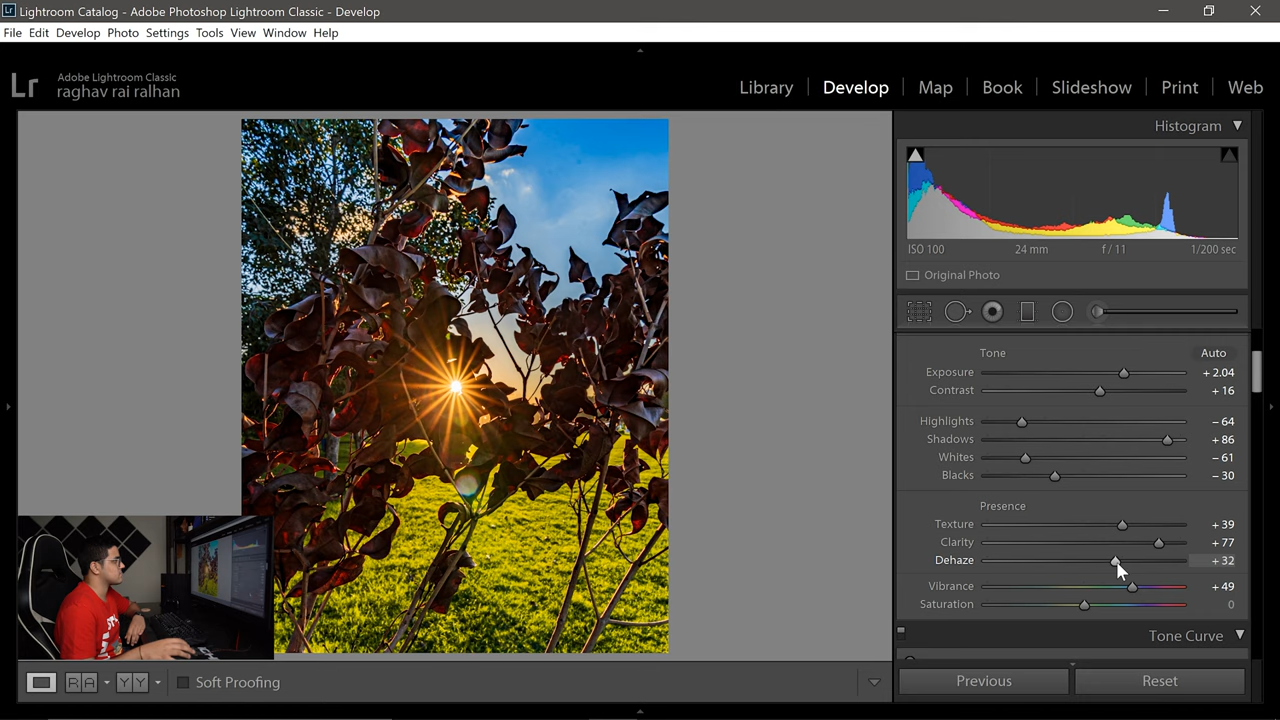 Lr Lightroom Catalog - Adobe Photoshop Lightroom Classic - Develop
File Edit Develop Photo Settings Tools View Window Help
Lr
Adobe Lightroom Classic
raghav rai ralhan
Library Develop Map Book Slideshow Print Web
Histogram
ISO 100 24 mm f/11 1/200 sec
Original Photo
Tone Auto
Exposure +2.04
Contrast +16
Highlights -64
Shadows +86
Whites -61
Blacks -30
Presence
Texture +39
Clarity +77
Dehaze +32
Vibrance +49
Saturation 0
Tone Curve
R A Y Y Soft Proofing
Previous Reset